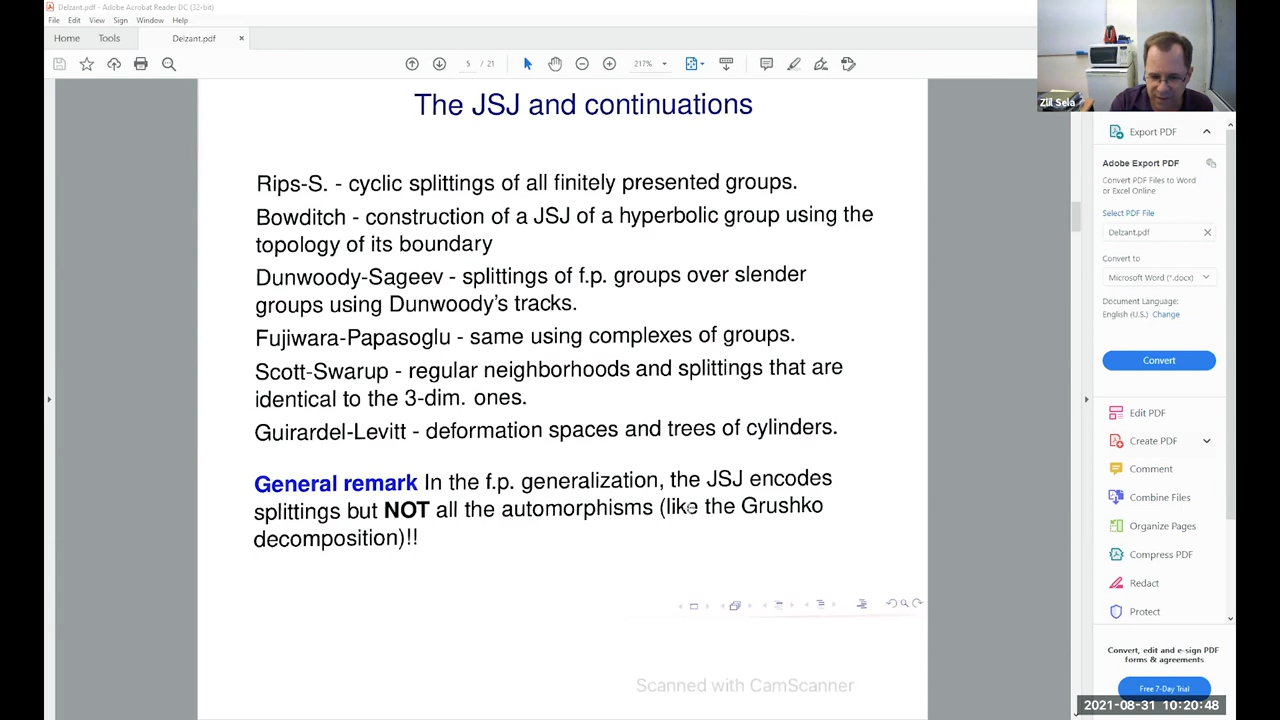 Delzant.pdf - Adobe Acrobat Reader DC (32-bit)
File Edit View Sign Window Help
Home Tools Delzant.pdf ×
5 / 21 217%
The JSJ and continuations
Rips-S. - cyclic splittings of all finitely presented groups.
Bowditch - construction of a JSJ of a hyperbolic group using the
topology of its boundary
Dunwoody-Sageev - splittings of f.p. groups over slender
groups using Dunwoody's tracks.
Fujiwara-Papasoglu - same using complexes of groups.
Scott-Swarup - regular neighborhoods and splittings that are
identical to the 3-dim. ones.
Guirardel-Levitt - deformation spaces and trees of cylinders.
General remark In the f.p. generalization, the JSJ encodes
splittings but NOT all the automorphisms (like the Grushko
decomposition)!!
Scanned with CamScanner
Zlil Sela
Export PDF
Adobe Export PDF
Convert PDF Files to Word
or Excel Online
Select PDF File
Delzant.pdf
Convert to
Microsoft Word (*.docx)
Document Language:
English (U.S.) Change
Convert
Edit PDF
Create PDF
Comment
Combine Files
Organize Pages
Compress PDF
Redact
Protect
Convert, edit and e-sign PDF
forms & agreements
Free 7-Day Trial
2021-08-31 10:20:48